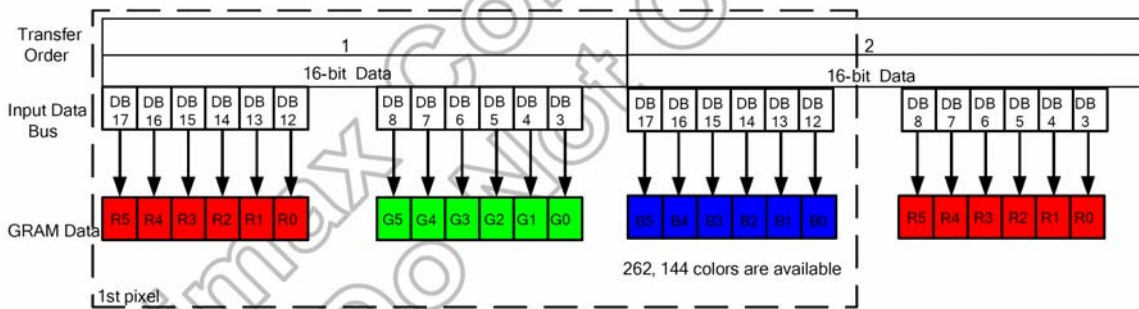 Transfer Order
1
2
16-bit Data
16-bit Data
Input Data Bus
DB 17 DB 16 DB 15 DB 14 DB 13 DB 12 DB 8 DB 7 DB 6 DB 5 DB 4 DB 3 DB 17 DB 16 DB 15 DB 14 DB 13 DB 12 DB 8 DB 7 DB 6 DB 5 DB 4 DB 3
GRAM Data
R5 R4 R3 R2 R1 R0 G5 G4 G3 G2 G1 G0 B5 B4 B3 B2 B1 B0 R5 R4 R3 R2 R1 R0
262, 144 colors are available
1st pixel